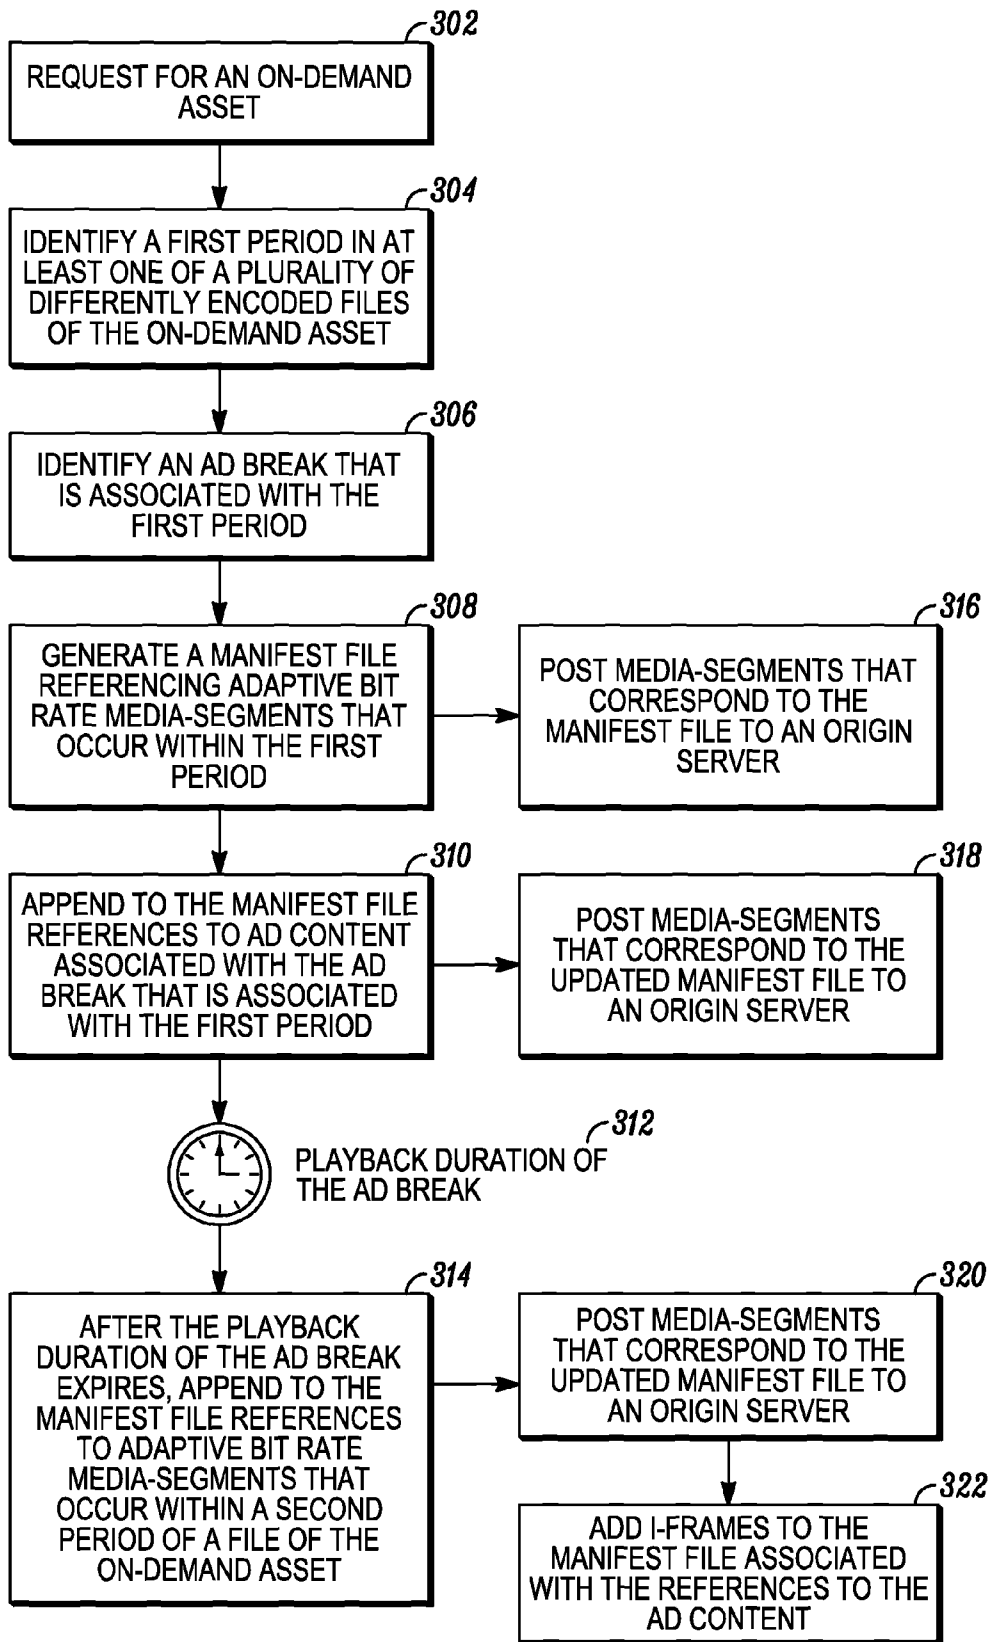 302
REQUEST FOR AN ON-DEMAND
ASSET
304
IDENTIFY A FIRST PERIOD IN AT
LEAST ONE OF A PLURALITY OF
DIFFERENTLY ENCODED FILES
OF THE ON-DEMAND ASSET
306
IDENTIFY AN AD BREAK THAT
IS ASSOCIATED WITH THE
FIRST PERIOD
308
GENERATE A MANIFEST FILE
REFERENCING ADAPTIVE BIT
RATE MEDIA-SEGMENTS THAT
OCCUR WITHIN THE FIRST
PERIOD
316
POST MEDIA-SEGMENTS THAT
CORRESPOND TO THE
MANIFEST FILE TO AN ORIGIN
SERVER
310
APPEND TO THE MANIFEST FILE
REFERENCES TO AD CONTENT
ASSOCIATED WITH THE AD
BREAK THAT IS ASSOCIATED
WITH THE FIRST PERIOD
318
POST MEDIA-SEGMENTS
THAT CORRESPOND TO THE
UPDATED MANIFEST FILE TO
AN ORIGIN SERVER
312
PLAYBACK DURATION OF
THE AD BREAK
314
AFTER THE PLAYBACK
DURATION OF THE AD BREAK
EXPIRES, APPEND TO THE
MANIFEST FILE REFERENCES
TO ADAPTIVE BIT RATE
MEDIA-SEGMENTS THAT
OCCUR WITHIN A SECOND
PERIOD OF A FILE OF THE
ON-DEMAND ASSET
320
POST MEDIA-SEGMENTS
THAT CORRESPOND TO THE
UPDATED MANIFEST FILE TO
AN ORIGIN SERVER
322
ADD I-FRAMES TO THE
MANIFEST FILE ASSOCIATED
WITH THE REFERENCES TO THE
AD CONTENT